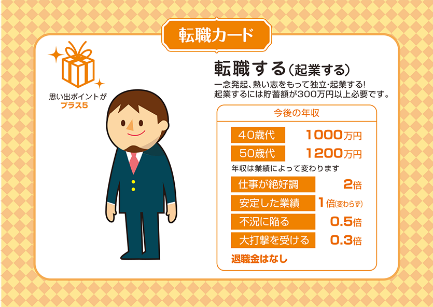 転職カード
思い出ポイントが
プラス5
転職する(起業する)
一念発起、熱い志をもって独立・起業する!
起業するには貯蓄額が300万円以上必要です。
今後の年収
40歳代 1000万円
50歳代 1200万円
年収は業績によって変わります
仕事が絶好調 2倍
安定した業績 1倍(変わらず)
不況に陥る 0.5倍
大打撃を受ける 0.3倍
退職金はなし